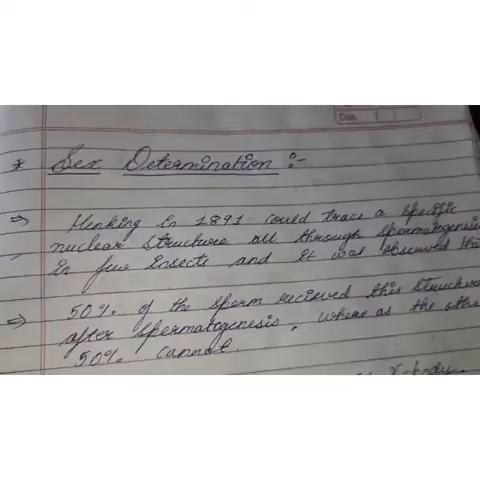 Date
* Sex Determination :-
⇒ Henking in 1891 could trace a specific
nuclear structure all through spermatogenesis
in few insects and it was observed that
⇒ 50% of the sperm recieved this structure
after spermatogenesis, where as the other
50% cannot.
x-body.